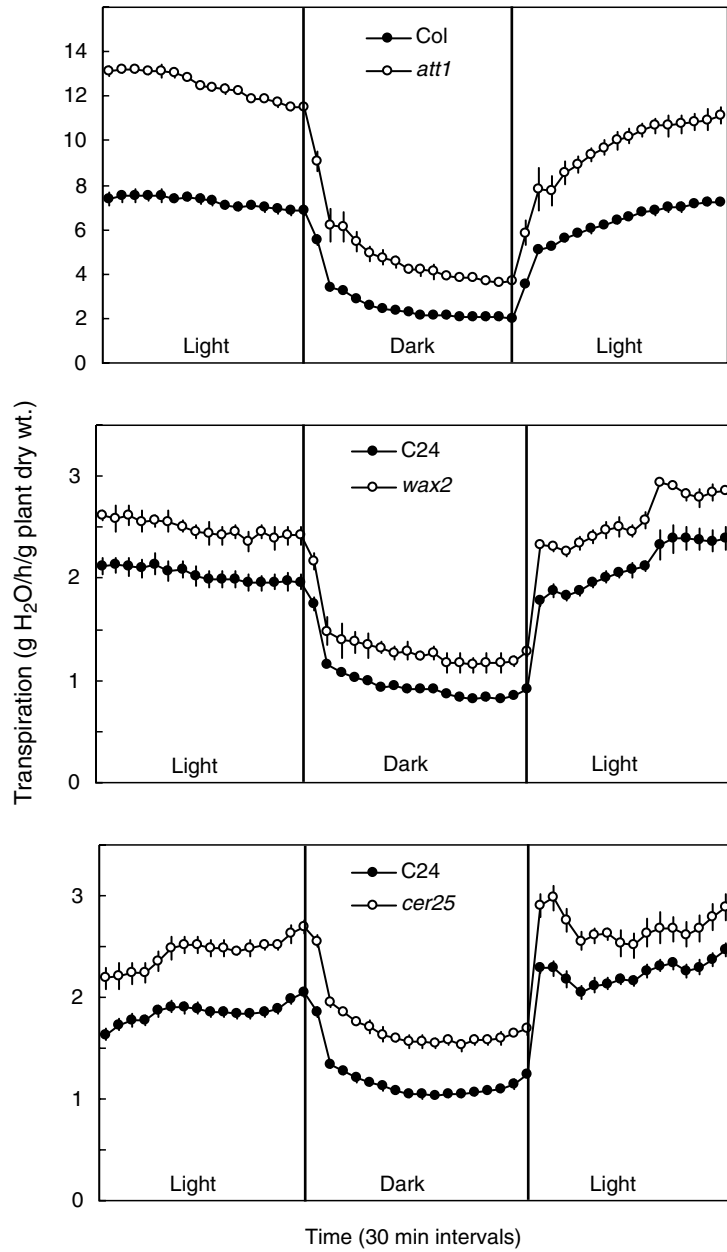 14
12
10
8
6
4
2
0
Col
att1
Light
Dark
Light
Transpiration (g H₂O/h/g plant dry wt.)
3
2
1
0
C24
wax2
Light
Dark
Light
3
2
1
0
C24
cer25
Light
Dark
Light
Time (30 min intervals)